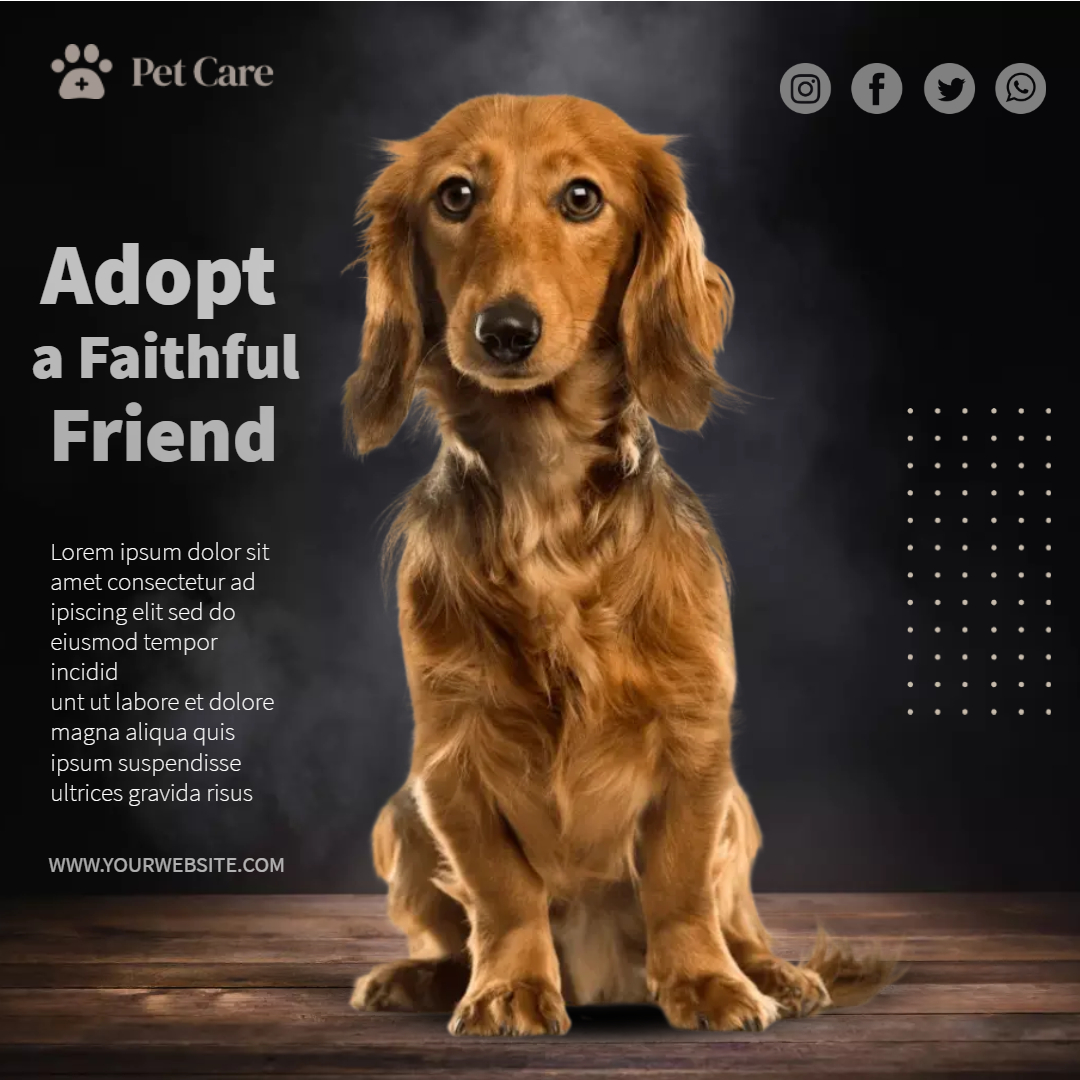 Pet Care
Adopt
a Faithful
Friend
Lorem ipsum dolor sit
amet consectetur ad
ipiscing elit sed do
eiusmod tempor
incidid
unt ut labore et dolore
magna aliqua quis
ipsum suspendisse
ultrices gravida risus
WWW.YOURWEBSITE.COM